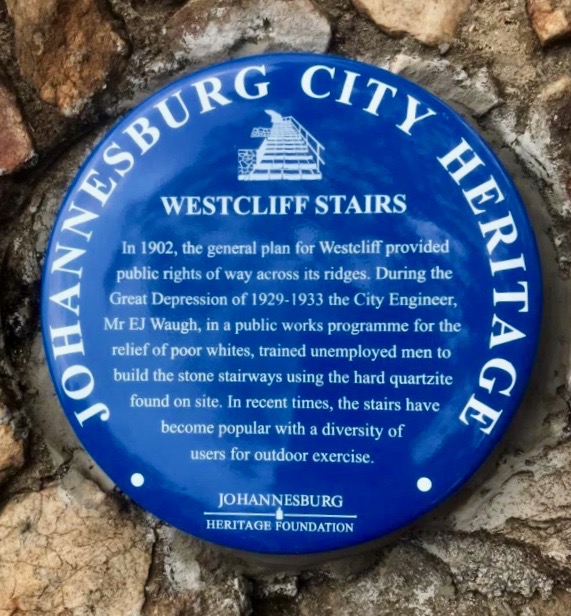 JOHANNESBURG CITY HERITAGE
WESTCLIFF STAIRS
In 1902, the general plan for Westcliff provided
public rights of way across its ridges. During the
Great Depression of 1929-1933 the City Engineer,
Mr EJ Waugh, in a public works programme for the
relief of poor whites, trained unemployed men to
build the stone stairways using the hard quartzite
found on site. In recent times, the stairs have
become popular with a diversity of
users for outdoor exercise.
JOHANNESBURG
HERITAGE FOUNDATION